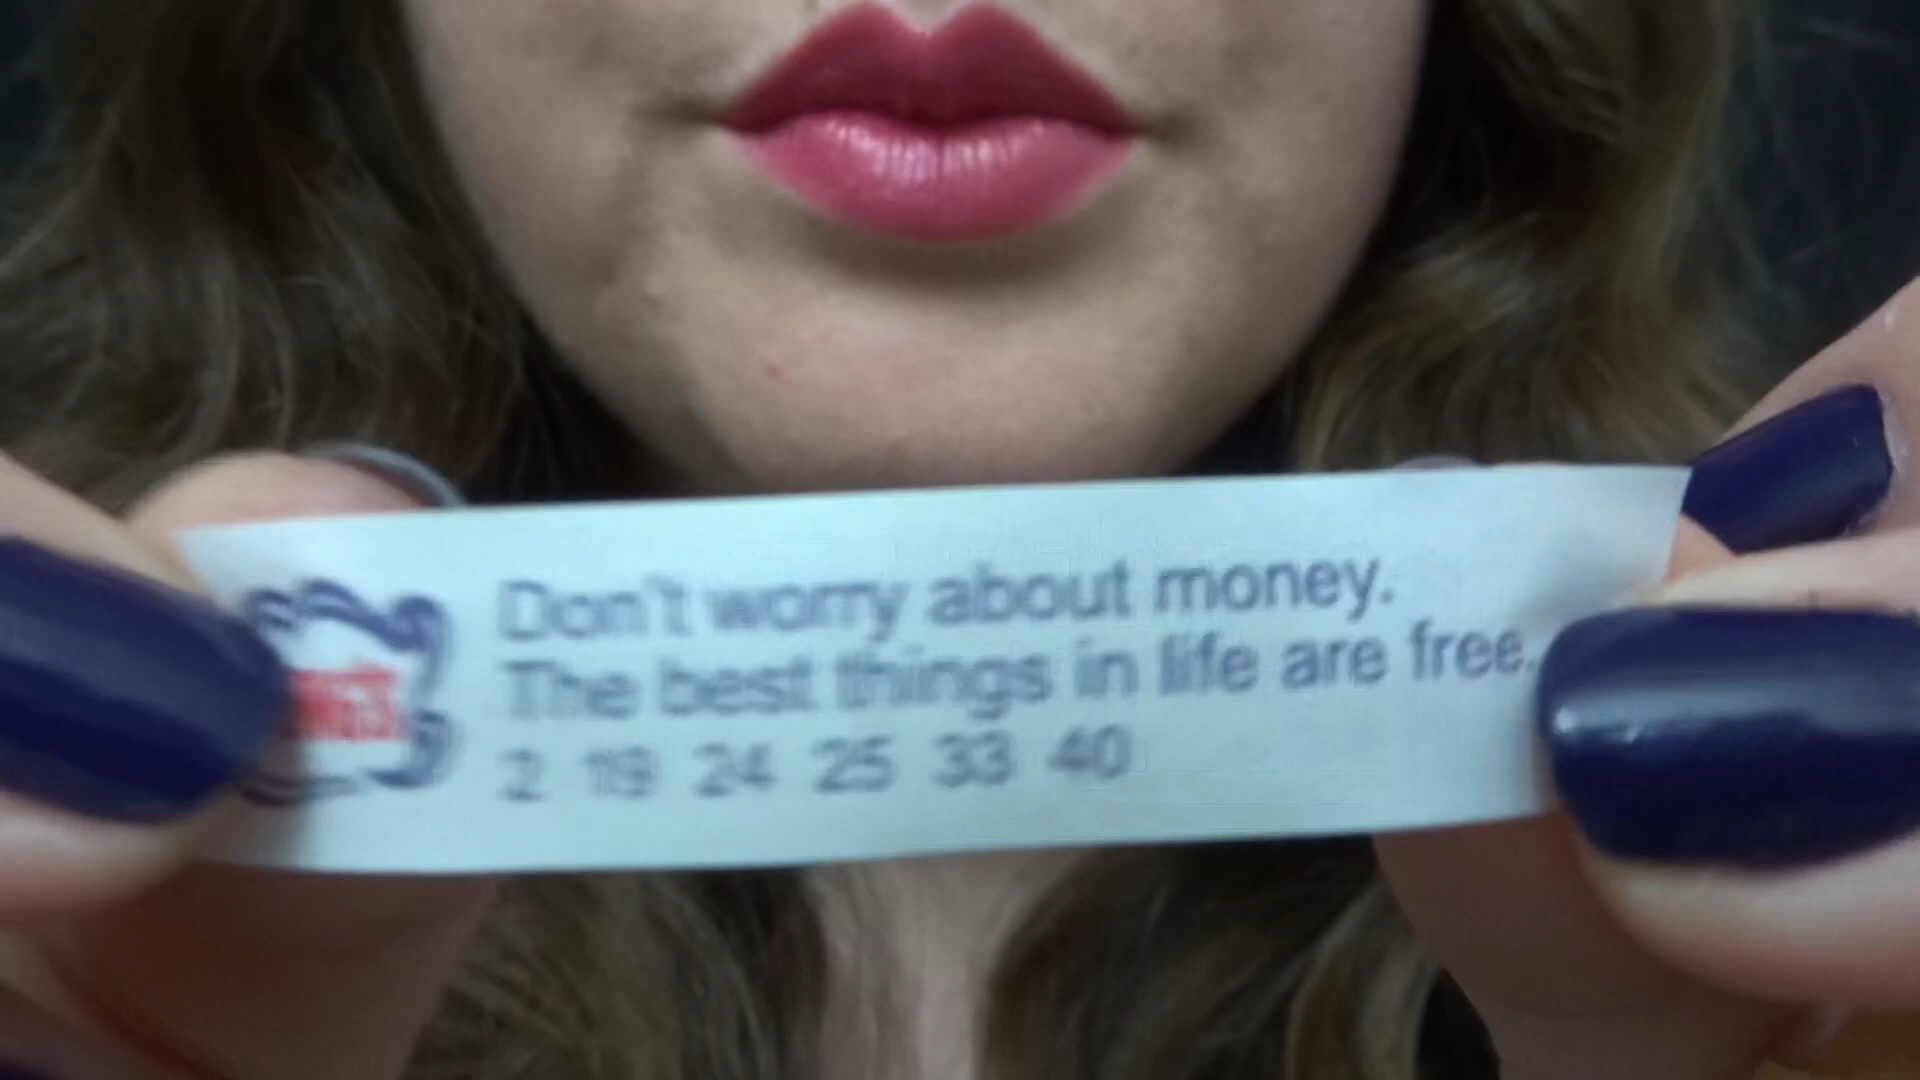 Don't worry about money.
The best things in life are free.
2 19 24 25 33 40